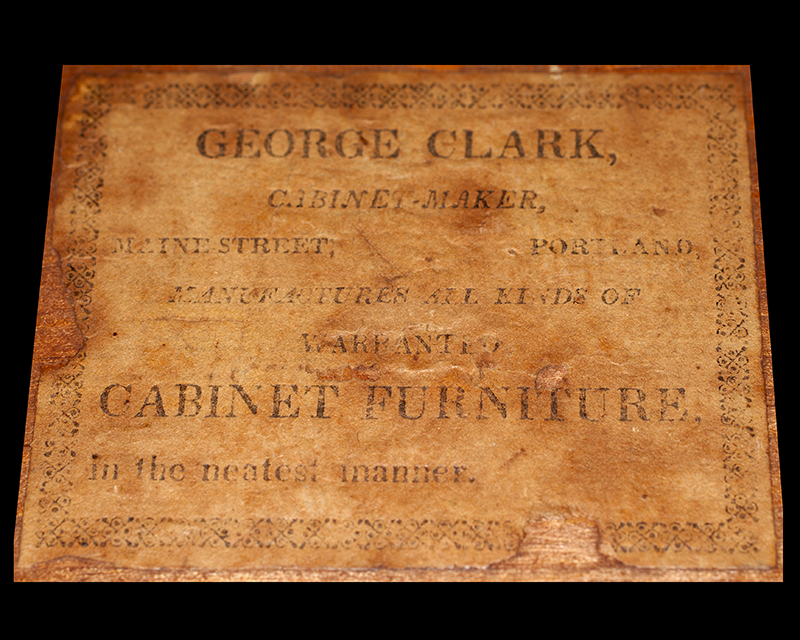 GEORGE CLARK,
CABINET-MAKER,
MAINE STREET, PORTLAND,
MANUFACTURES ALL KINDS OF
WARRANTED
CABINET FURNITURE,
in the neatest manner.